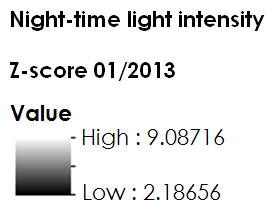 Night-time light intensity
Z-score 01/2013
Value
High : 9.08716
Low : 2.18656